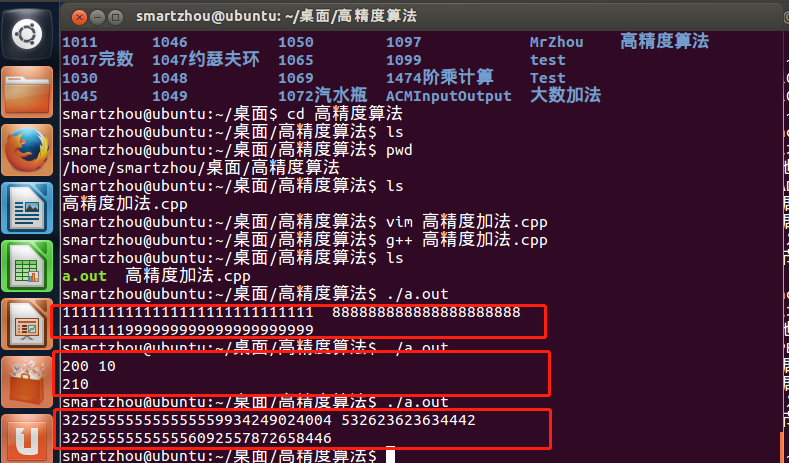 smartzhou@ubuntu: ~/桌面/高精度算法
1011 1046 1050 1097 MrZhou 高精度算法
1017完数 1047约瑟夫环 1065 1099 test
1030 1048 1069 1474阶乘计算 Test
1045 1049 1072汽水瓶 ACMInputOutput 大数加法
smartzhou@ubuntu:~/桌面$ cd 高精度算法
smartzhou@ubuntu:~/桌面/高精度算法$ ls
smartzhou@ubuntu:~/桌面/高精度算法$ pwd
/home/smartzhou/桌面/高精度算法
smartzhou@ubuntu:~/桌面/高精度算法$ ls
高精度加法.cpp
smartzhou@ubuntu:~/桌面/高精度算法$ vim 高精度加法.cpp
smartzhou@ubuntu:~/桌面/高精度算法$ g++ 高精度加法.cpp
smartzhou@ubuntu:~/桌面/高精度算法$ ls
a.out 高精度加法.cpp
smartzhou@ubuntu:~/桌面/高精度算法$ ./a.out
1111111111111111111111111111  888888888888888888888
1111111999999999999999999999
smartzhou@ubuntu:~/桌面/高精度算法$ ./a.out
200 10
210
smartzhou@ubuntu:~/桌面/高精度算法$ ./a.out
325255555555555559934249024004 532623623634442
325255555555556092557872658446
smartzhou@ubuntu:~/桌面/高精度算法$